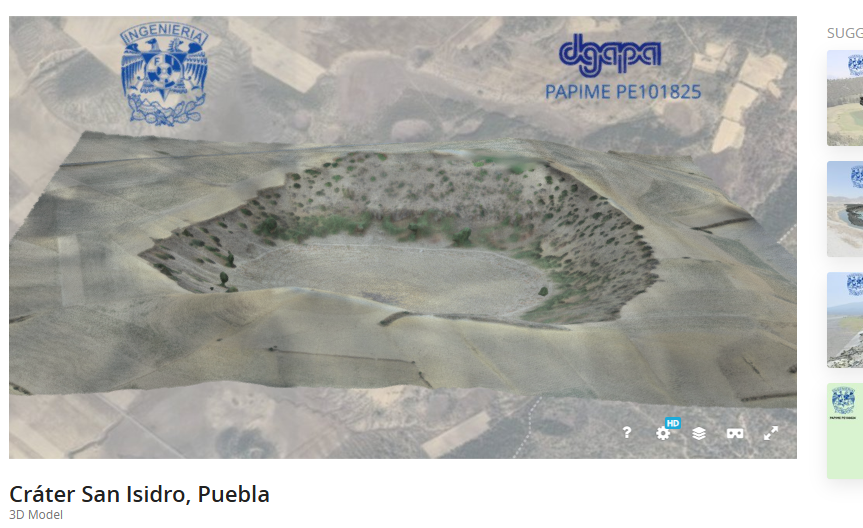 INGENIERIA
dgapa
PAPIME PE101825
SUGG
?
HD
Cráter San Isidro, Puebla
3D Model